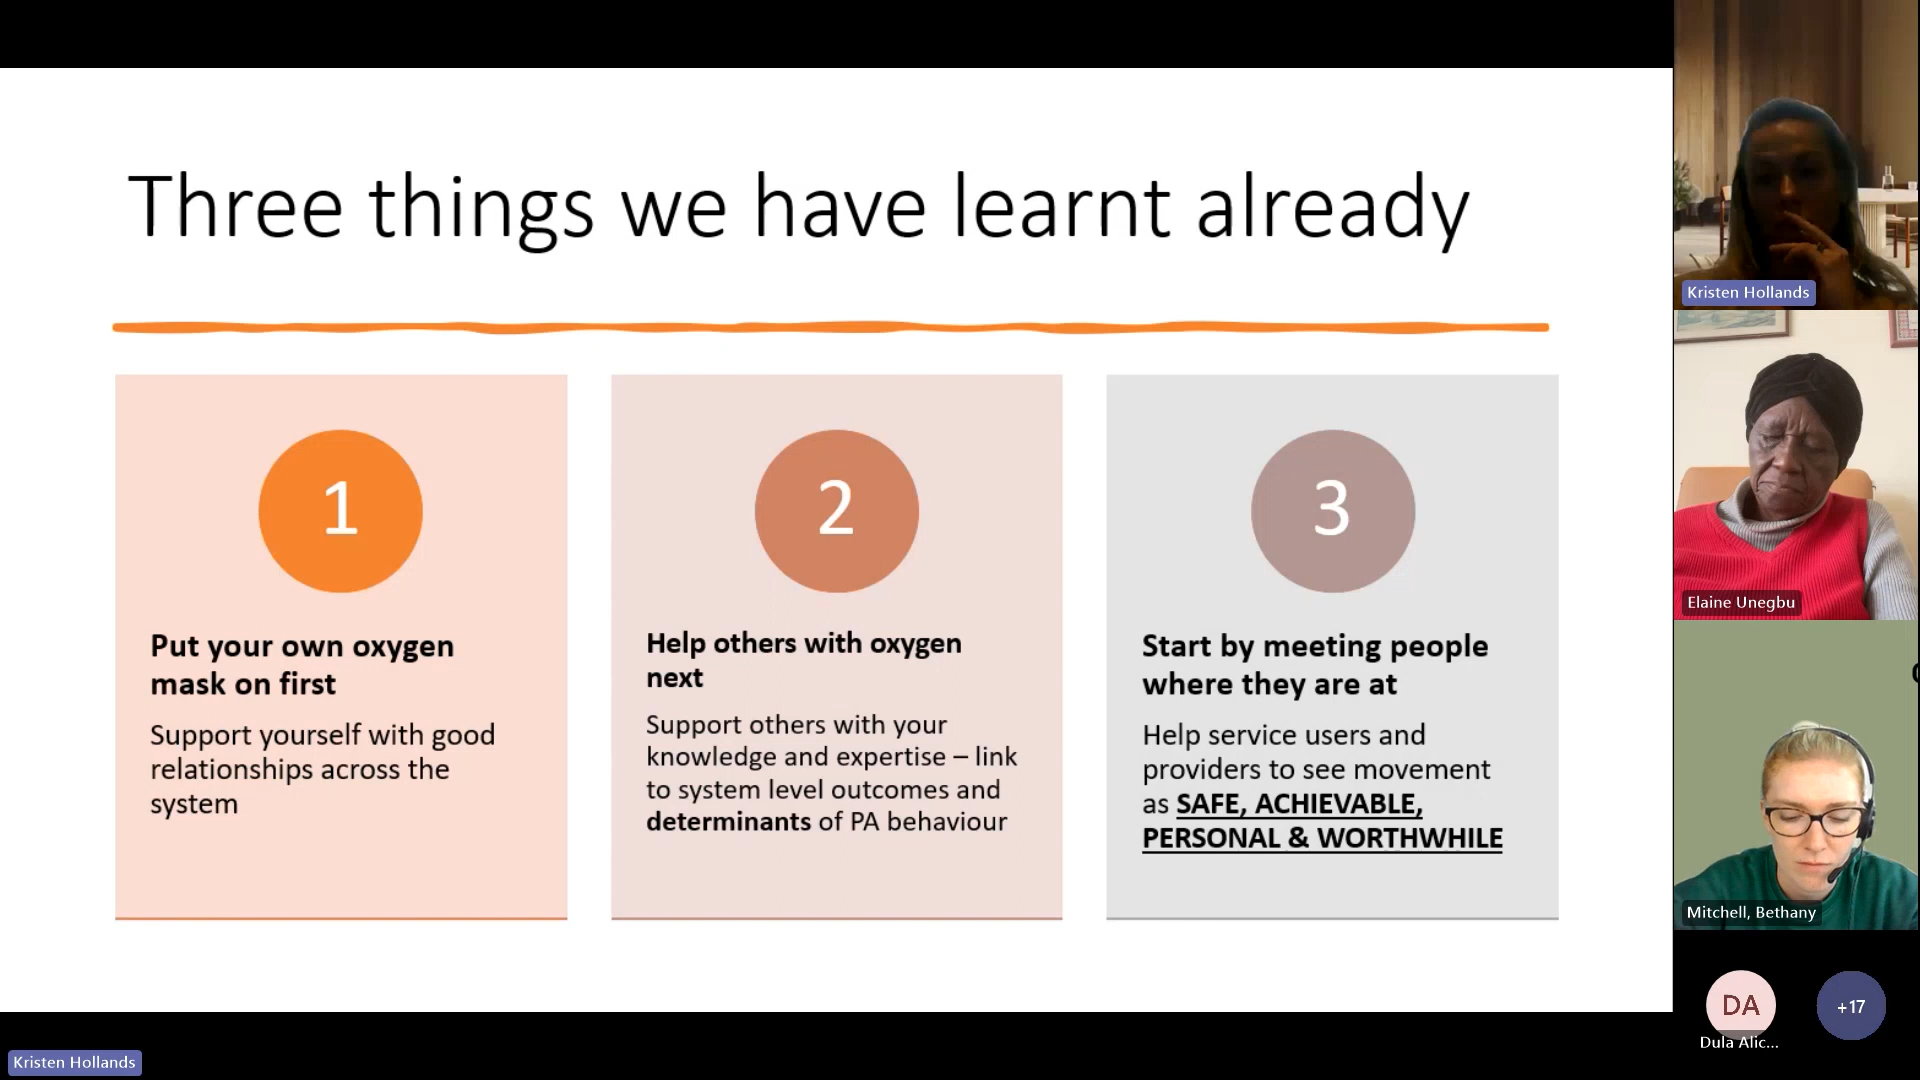 Three things we have learnt already
1
Put your own oxygen
mask on first
Support yourself with good
relationships across the
system
2
Help others with oxygen
next
Support others with your
knowledge and expertise – link
to system level outcomes and
determinants of PA behaviour
3
Start by meeting people
where they are at
Help service users and
providers to see movement
as SAFE, ACHIEVABLE,
PERSONAL & WORTHWHILE
Kristen Hollands
Elaine Unegbu
Mitchell, Bethany
DA
Dula Alic...
+17
Kristen Hollands